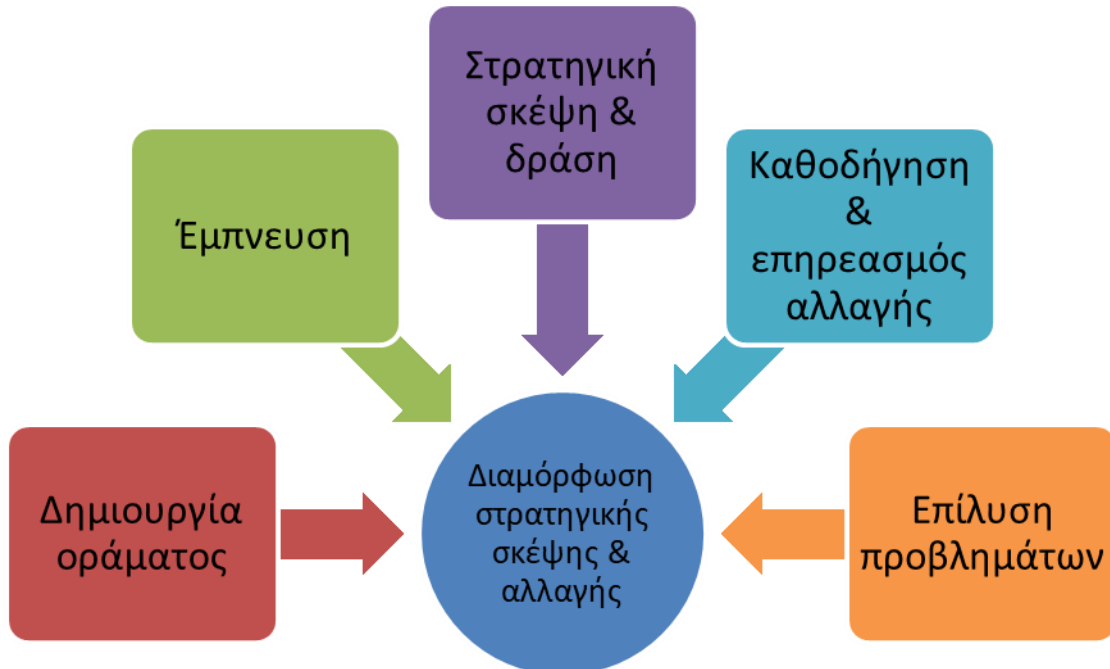 Στρατηγική
σκέψη &
δράση
Έμπνευση
Καθοδήγηση
&
επηρεασμός
αλλαγής
Δημιουργία
οράματος
Διαμόρφωση
στρατηγικής
σκέψης &
αλλαγής
Επίλυση
προβλημάτων